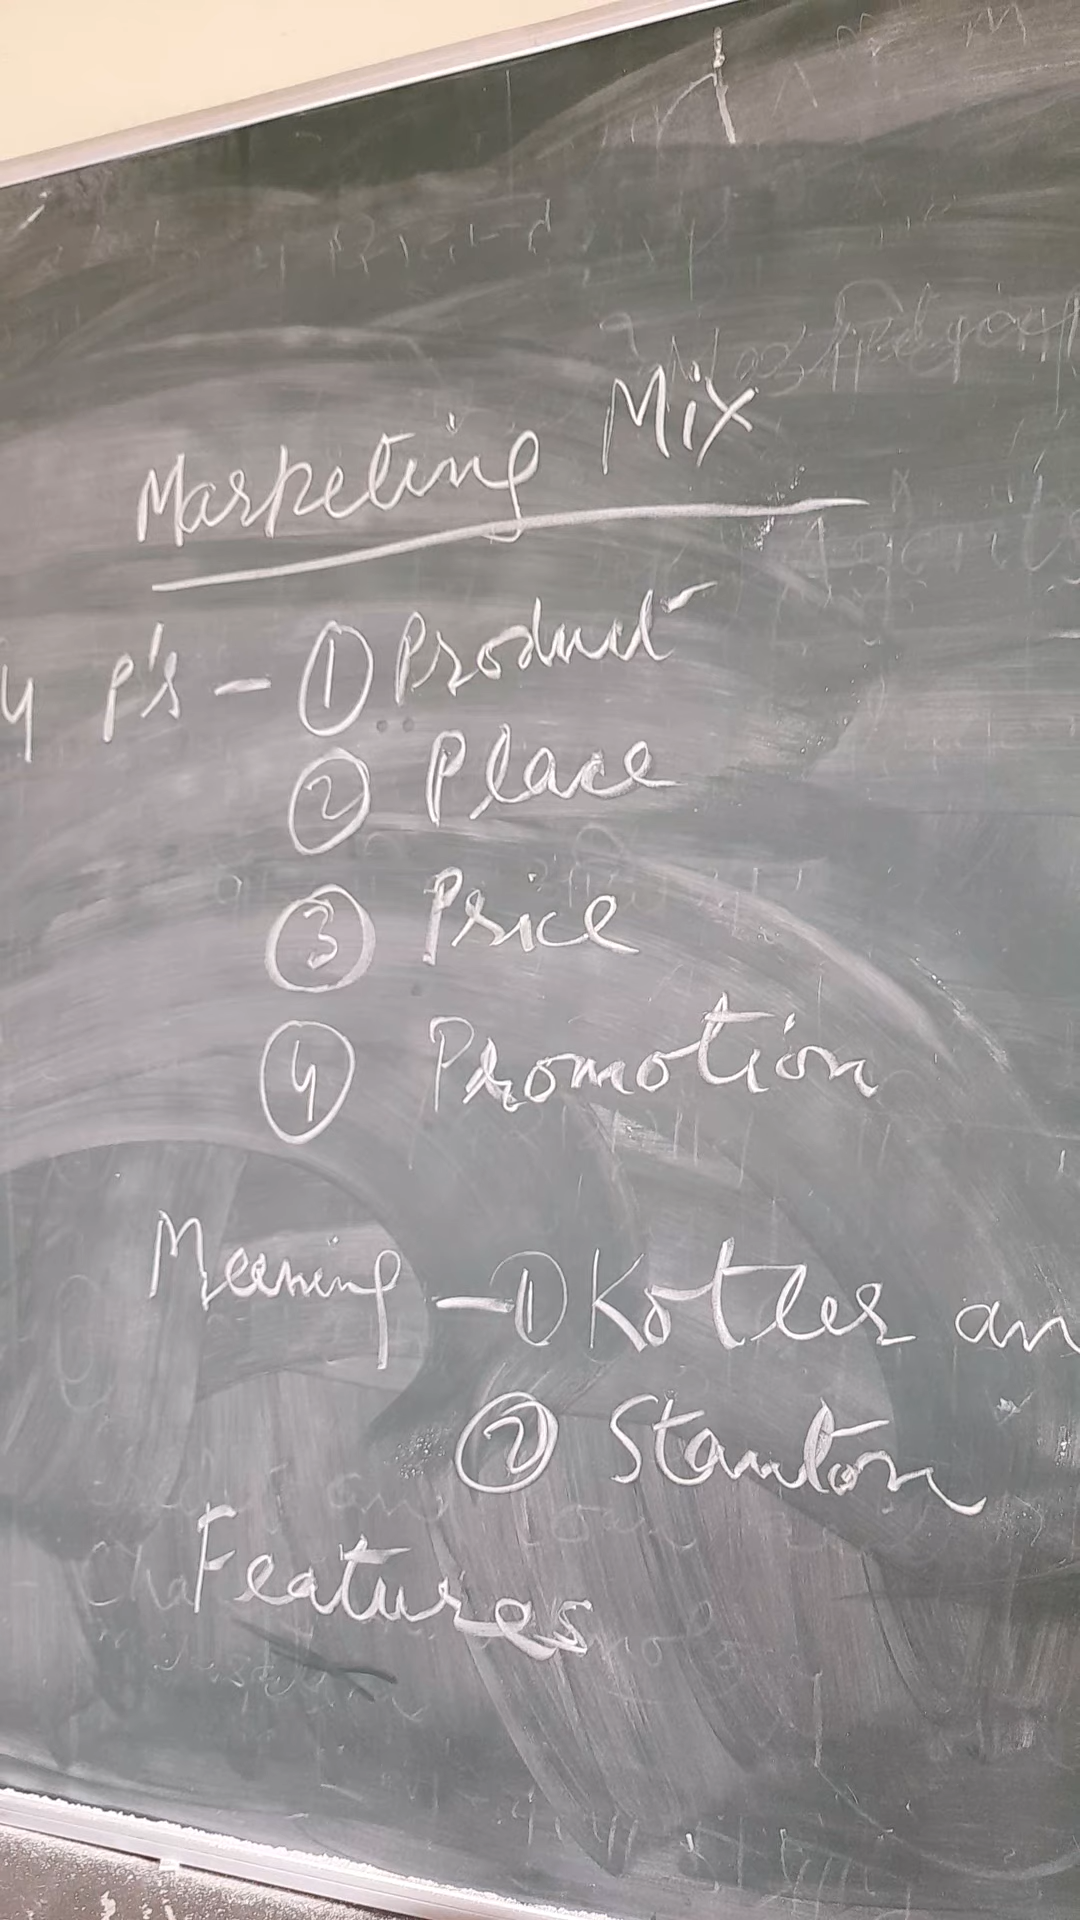 Marketing Mix
4 P's - ① Product
② Place
③ Price
④ Promotion
Meaning - ① Kotler an
② Stanton
Features